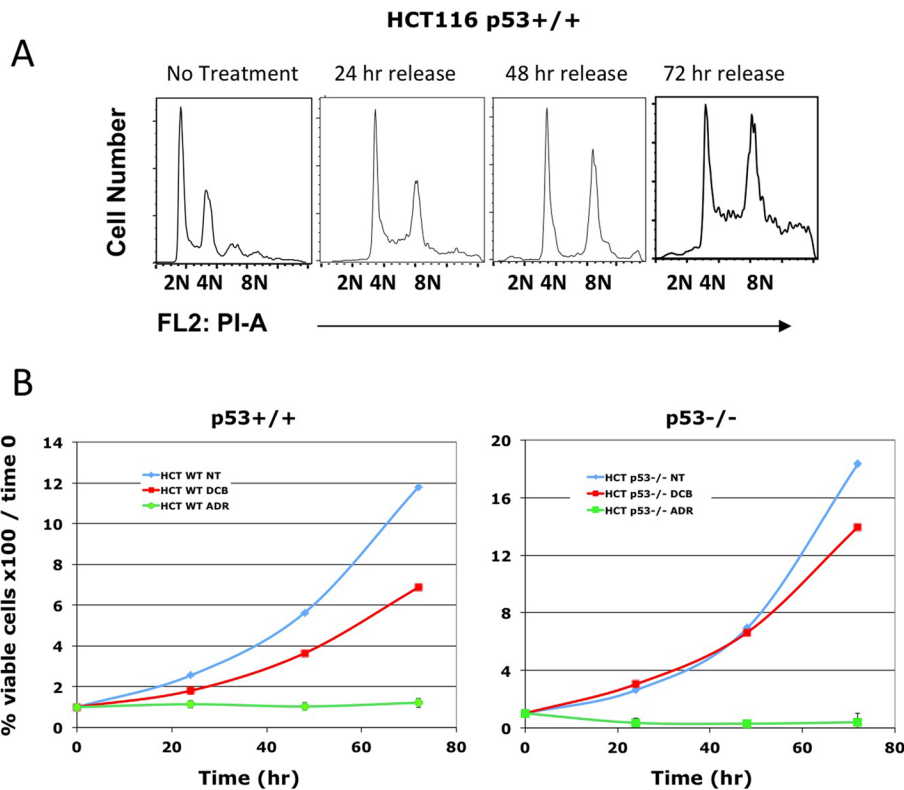 HCT116 p53+/+
A
No Treatment
24 hr release
48 hr release
72 hr release
Cell Number
2N 4N 8N
2N 4N 8N
2N 4N 8N
2N 4N 8N
FL2: PI-A
B
p53+/+
p53-/-
% viable cells x100 / time 0
14
12
10
8
6
4
2
0
HCT WT NT
HCT WT DCB
HCT WT ADR
0 20 40 60 80
Time (hr)
20
16
12
8
4
0
HCT p53-/- NT
HCT p53-/- DCB
HCT p53-/- ADR
0 20 40 60 80
Time (hr)